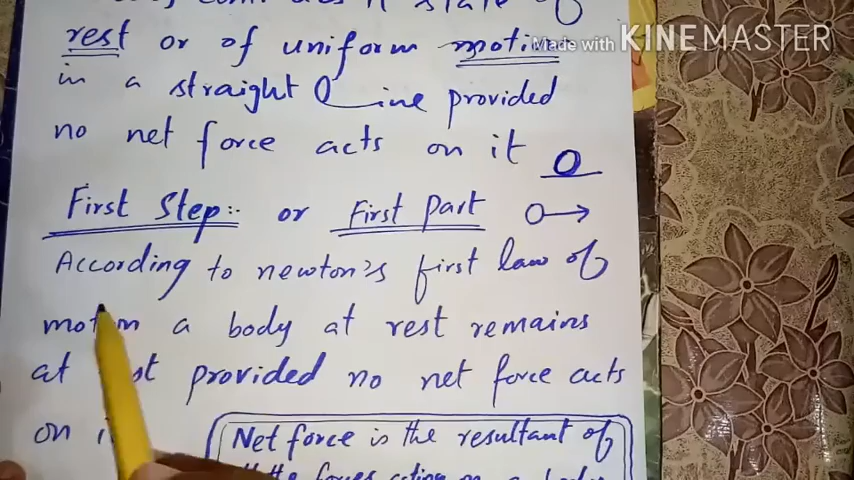 state of
rest or of uniform motion
Made with KINEMASTER
in a straight line provided
no net force acts on it
First Step:- or First Part
According to newton's first law of
motion a body at rest remains
at provided no net force acts
on
Net force is the resultant of